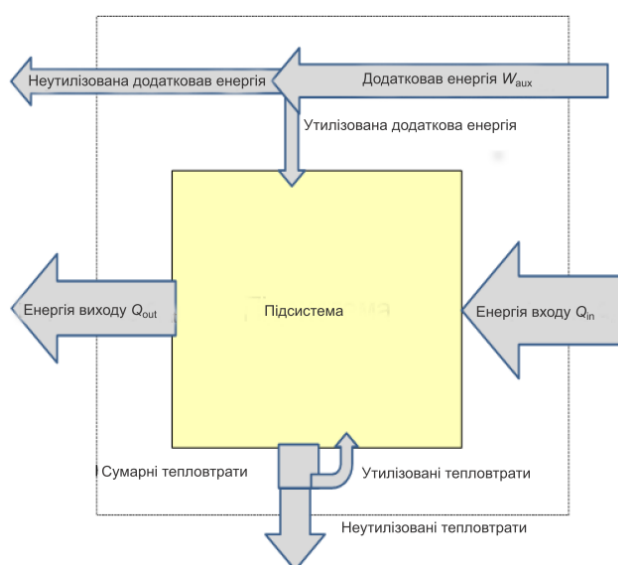 Неутилізована додатковав енергія
Додатковав енергія Waux
Утилізована додаткова енергія
Енергія виходу Qout
Підсистема
Енергія входу Qin
Сумарні тепловтрати
Утилізовані тепловтрати
Неутилізовані тепловтрати